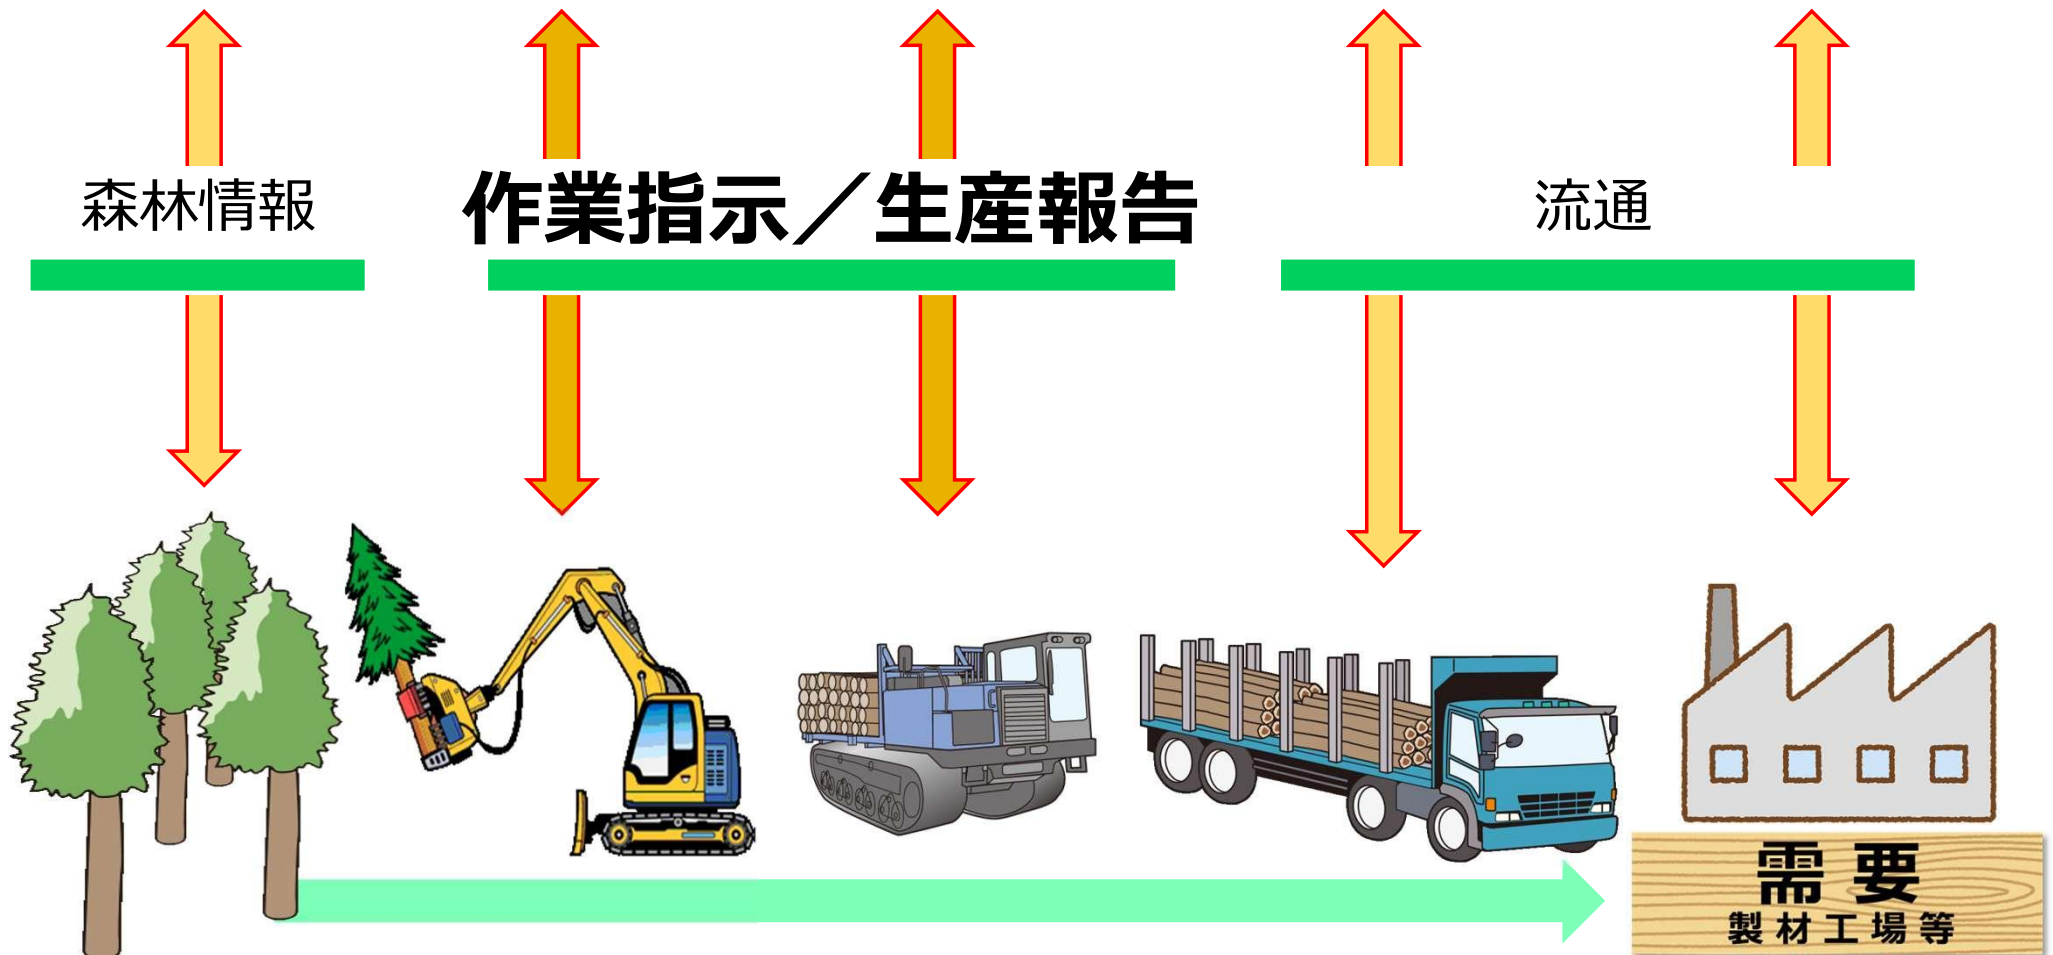 森林情報
作業指示／生産報告
流通
需要
製材工場等